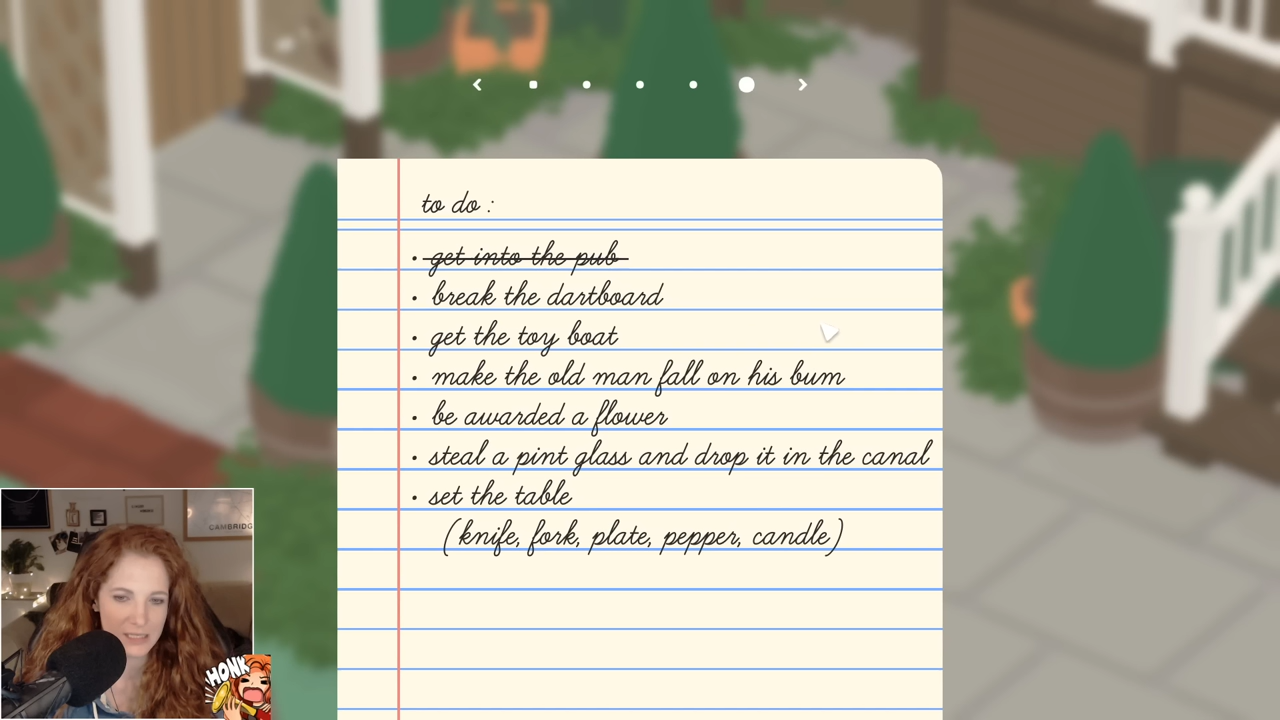 to do :
• get into the pub
• break the dartboard
• get the toy boat
• make the old man fall on his bum
• be awarded a flower
• steal a pint glass and drop it in the canal
• set the table
(knife, fork, plate, pepper, candle)
CAMBRIDG
HONK